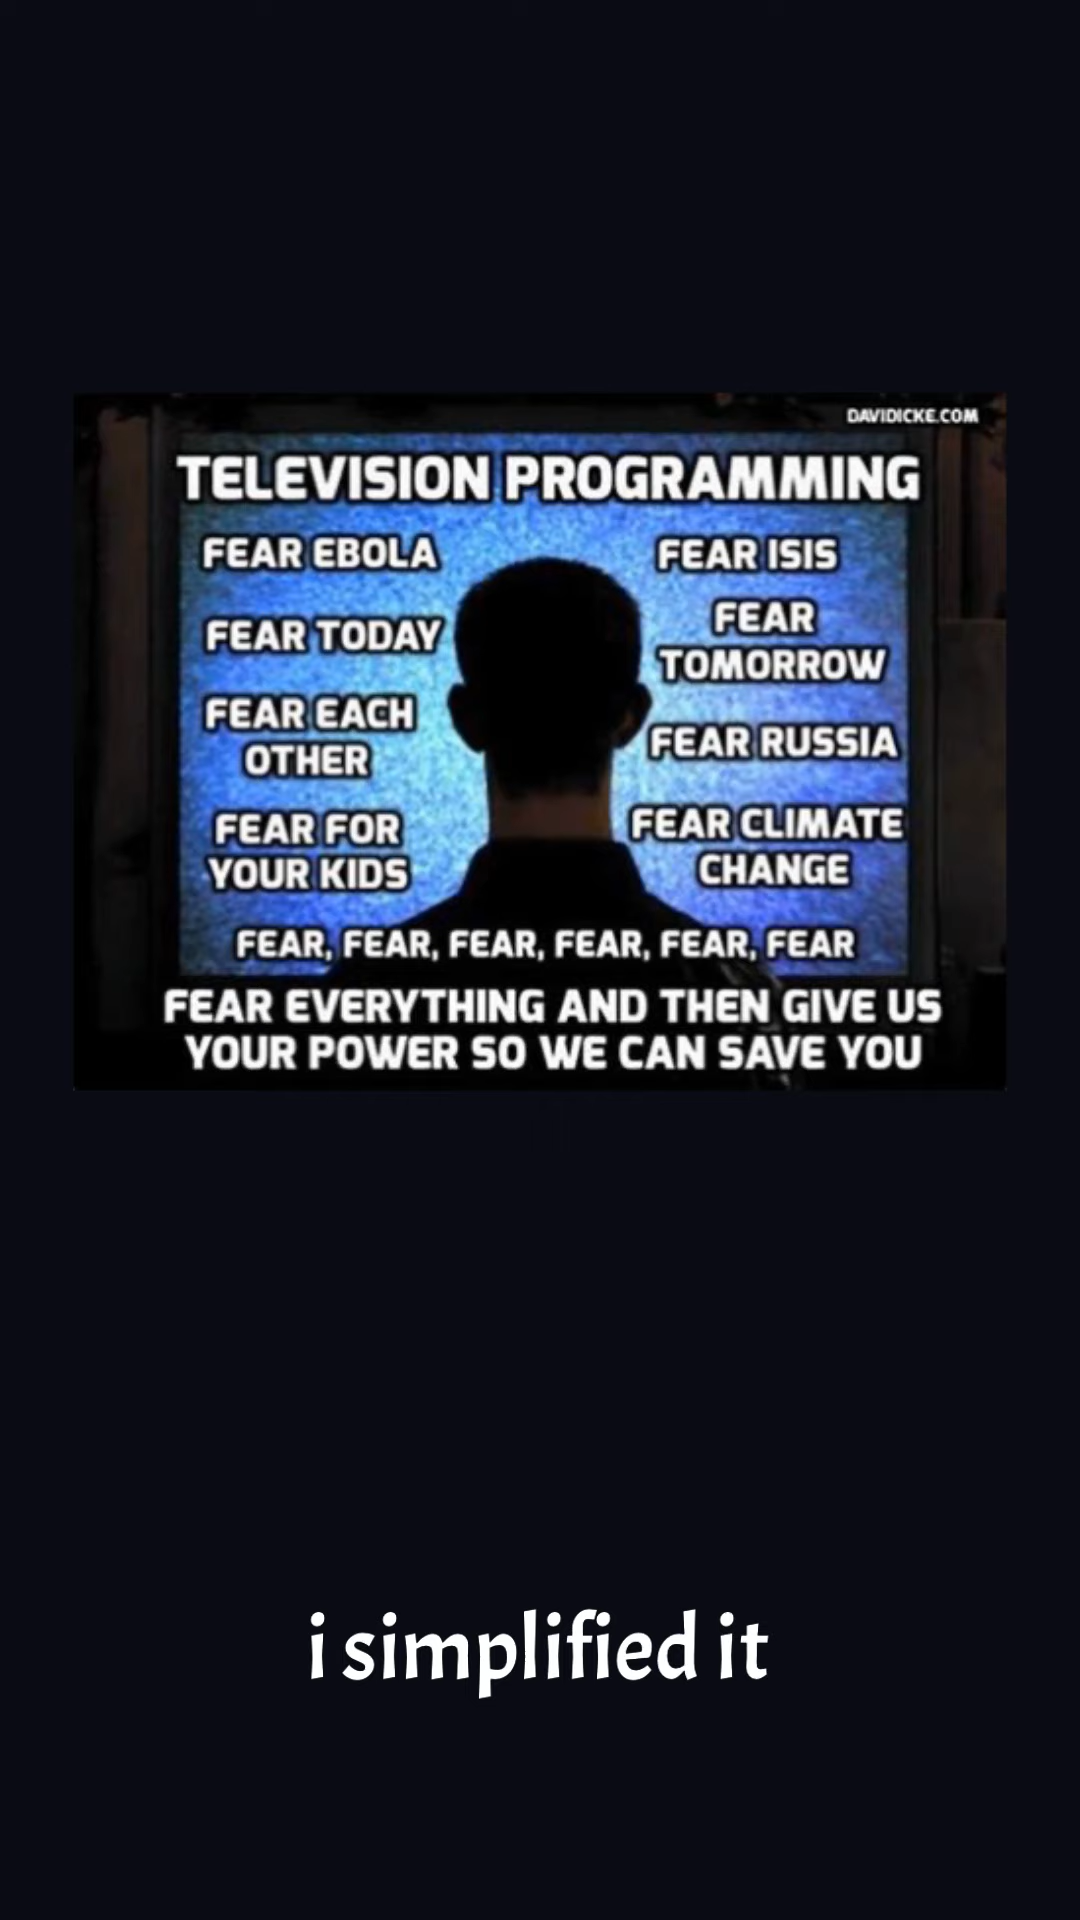 DAVIDICKE.COM
TELEVISION PROGRAMMING
FEAR EBOLA
FEAR ISIS
FEAR TODAY
FEAR
TOMORROW
FEAR EACH
OTHER
FEAR RUSSIA
FEAR FOR
YOUR KIDS
FEAR CLIMATE
CHANGE
FEAR, FEAR, FEAR, FEAR, FEAR, FEAR
FEAR EVERYTHING AND THEN GIVE US
YOUR POWER SO WE CAN SAVE YOU
i simplified it